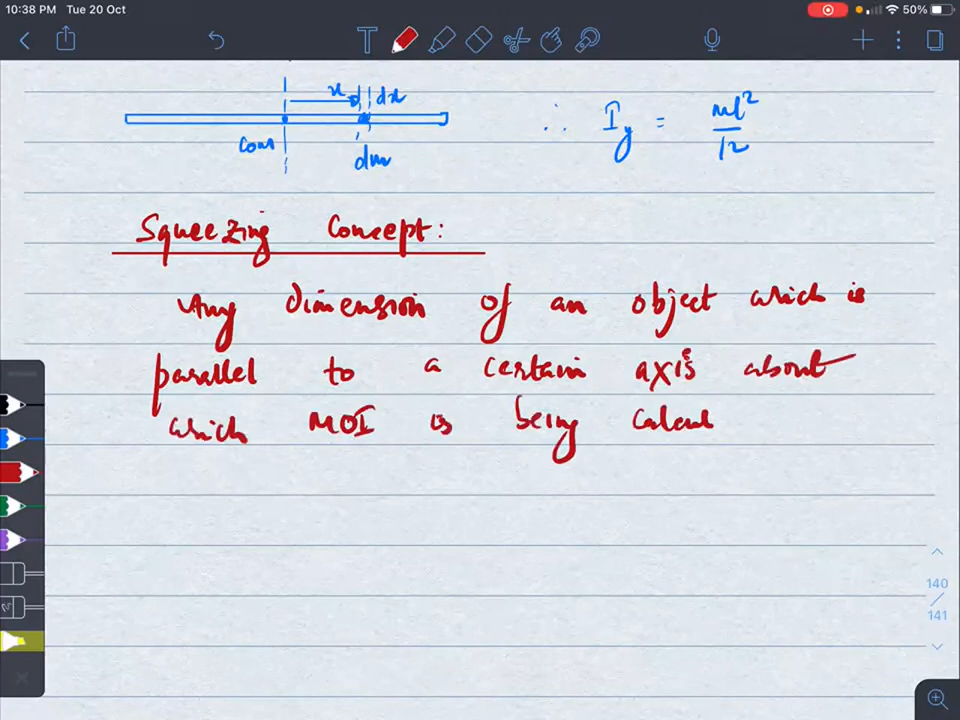 10:38 PM Tue 20 Oct 50%
x dx
com dm
∴ Iy = ml²/12
Squeezing Concept:
Any dimension of an object which is
parallel to a certain axis about
which MOI is being calcul
140
/
141